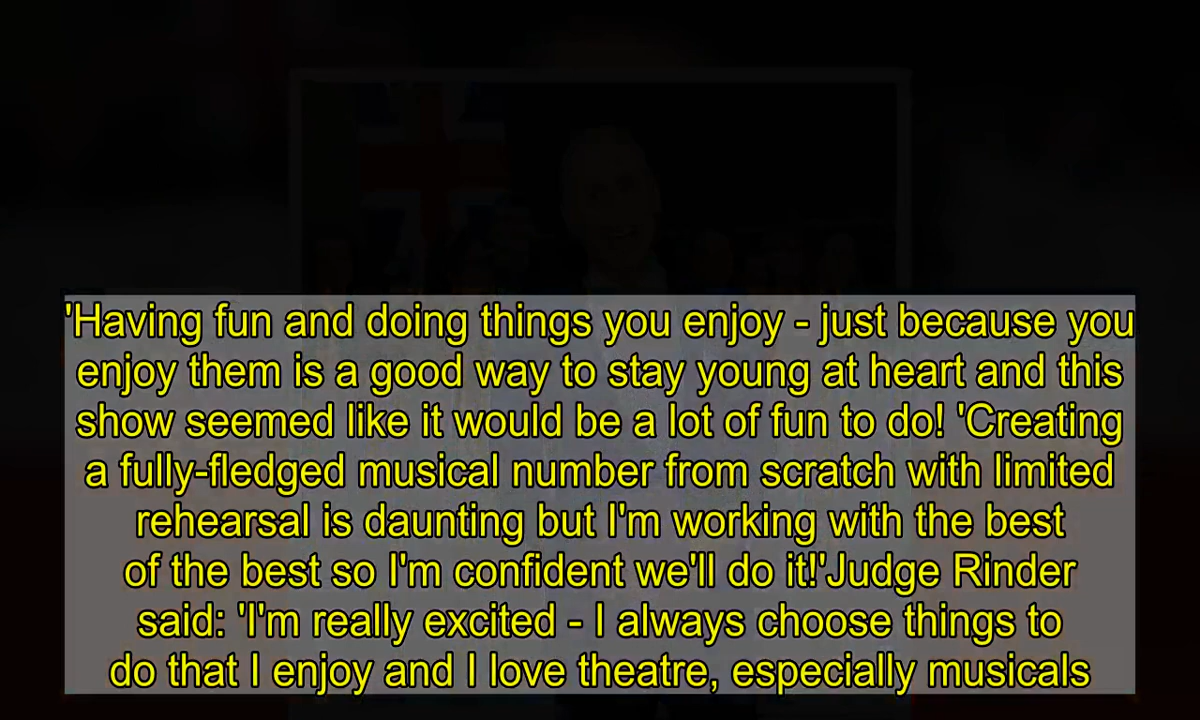 'Having fun and doing things you enjoy - just because you
enjoy them is a good way to stay young at heart and this
show seemed like it would be a lot of fun to do! 'Creating
a fully-fledged musical number from scratch with limited
rehearsal is daunting but I'm working with the best
of the best so I'm confident we'll do it!'Judge Rinder
said: 'I'm really excited - I always choose things to
do that I enjoy and I love theatre, especially musicals